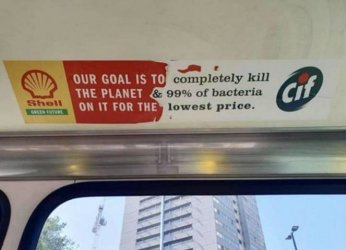 OUR GOAL IS TO completely kill
THE PLANET & 99% of bacteria
ON IT FOR THE lowest price.
Shell
GREEN FUTURE
Cif